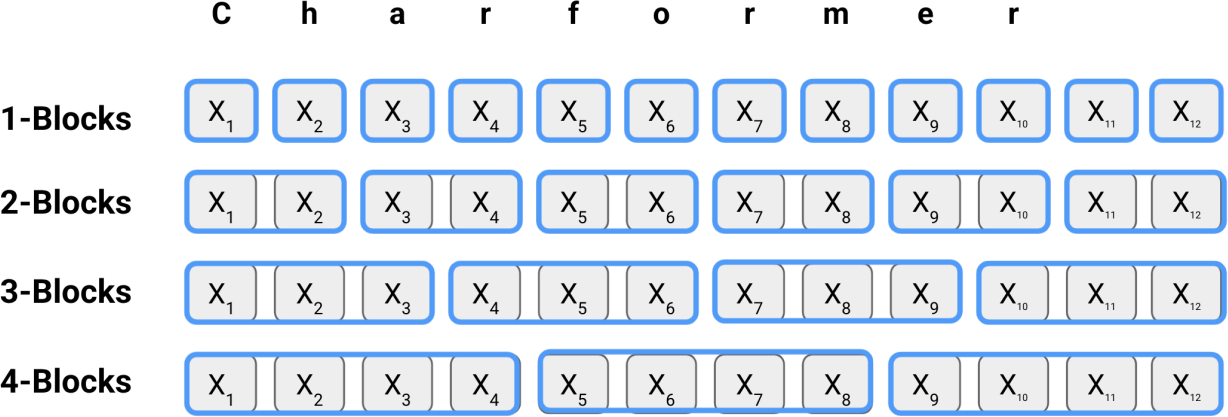 C h a r f o r m e r
1-Blocks X₁ X₂ X₃ X₄ X₅ X₆ X₇ X₈ X₉ X₁₀ X₁₁ X₁₂
2-Blocks X₁ X₂ X₃ X₄ X₅ X₆ X₇ X₈ X₉ X₁₀ X₁₁ X₁₂
3-Blocks X₁ X₂ X₃ X₄ X₅ X₆ X₇ X₈ X₉ X₁₀ X₁₁ X₁₂
4-Blocks X₁ X₂ X₃ X₄ X₅ X₆ X₇ X₈ X₉ X₁₀ X₁₁ X₁₂